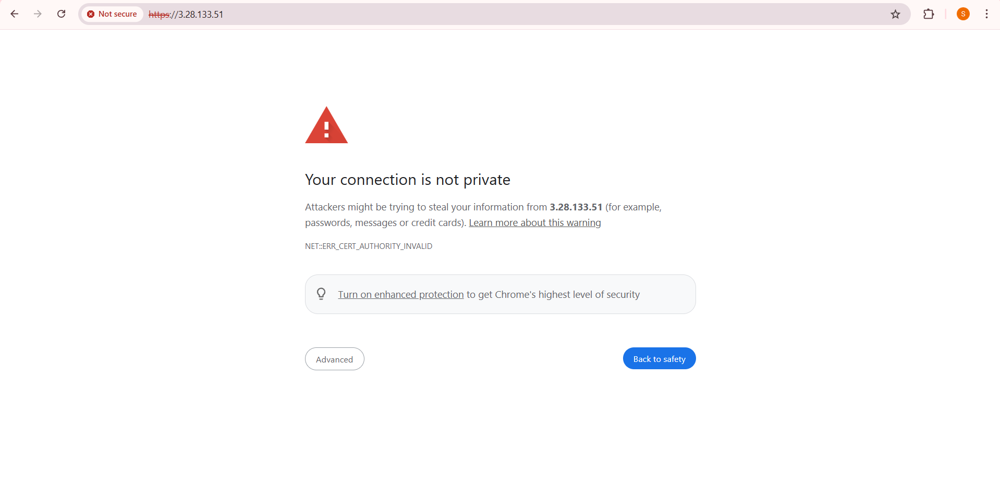 Not secure https://3.28.133.51 S
Your connection is not private
Attackers might be trying to steal your information from 3.28.133.51 (for example,
passwords, messages or credit cards). Learn more about this warning
NET::ERR_CERT_AUTHORITY_INVALID
Turn on enhanced protection to get Chrome's highest level of security
Advanced Back to safety